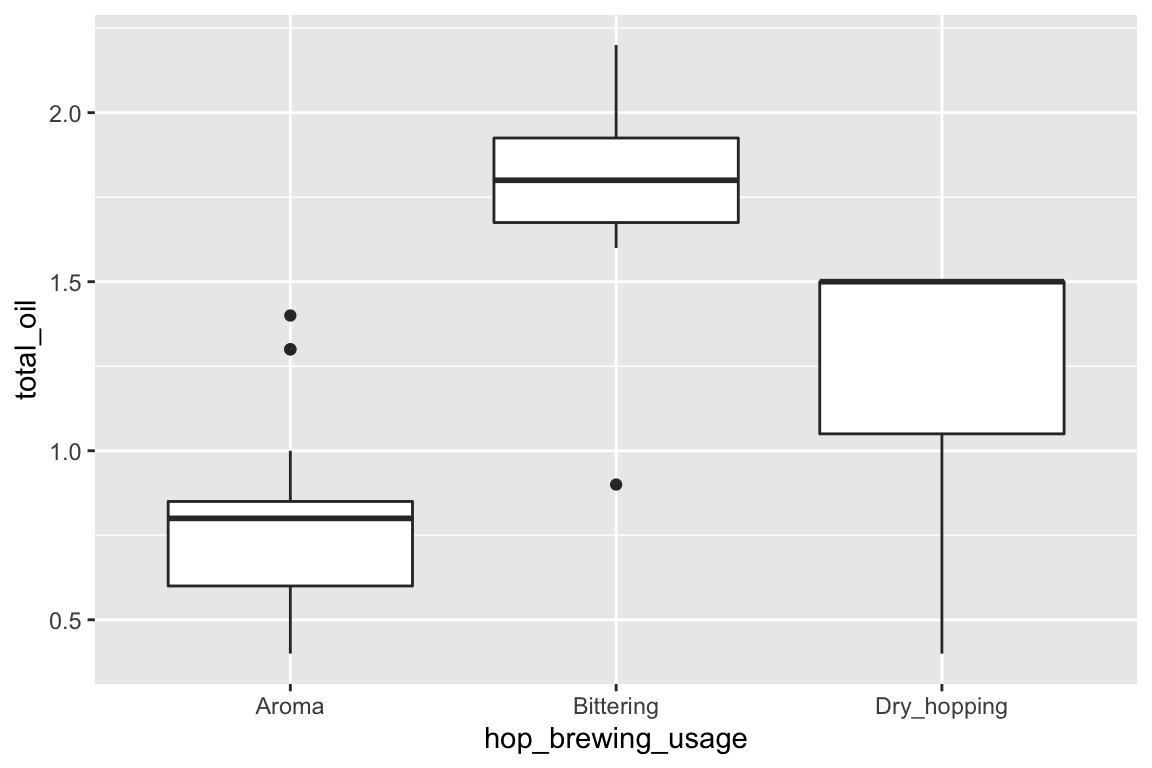 total_oil
2.0
1.5
1.0
0.5
Aroma
Bittering
Dry_hopping
hop_brewing_usage